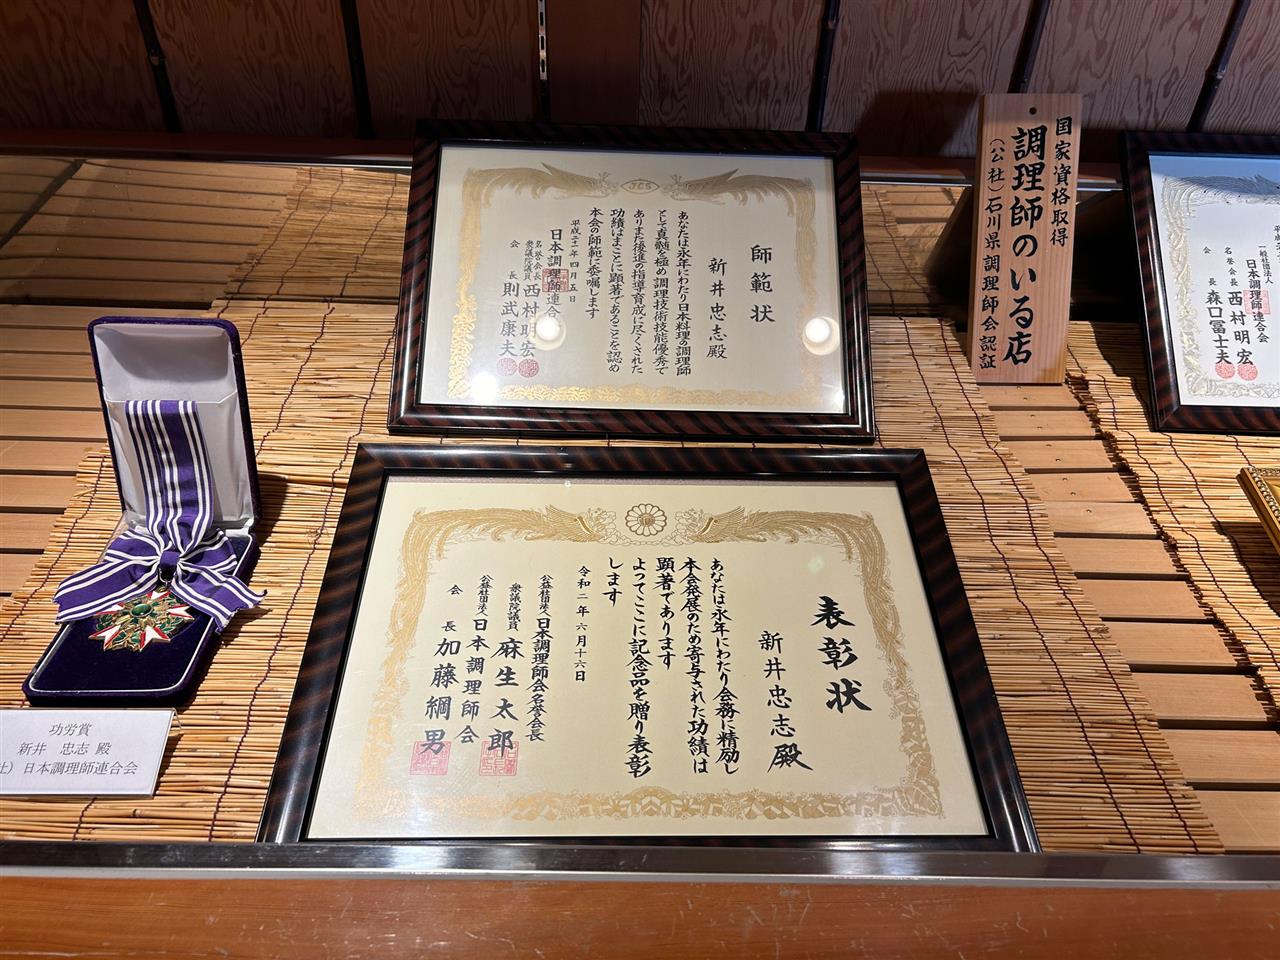 JCS
師範状
新井忠志殿
あなたは永年にわたり日本料理の調理師
として真髄を極め調理技術技能優秀で
ありまた後進の指導育成に尽くされた
功績はまことに顕著であることを認め
本会の師範に委嘱します
平成二十一年四月五日
日本調理師連合会
名誉会長
衆議院議員 西村明宏
会長 則武康夫
国家資格取得
調理師のいる店
(公社)石川県調理師会認証
一般社団法人
日本調理師連合会
名誉会長 西村明宏
会長 森口冨士夫
表彰状
新井忠志殿
あなたは永年にわたり会務に精励し
本会発展のため寄与された功績は
顕著であります
よってここに記念品を贈り表彰
します
令和二年六月十六日
公益社団法人日本調理師会名誉会長
衆議院議員 麻生太郎
公益社団法人日本調理師会
会長 加藤綱男
功労賞
新井 忠志 殿
社）日本調理師連合会